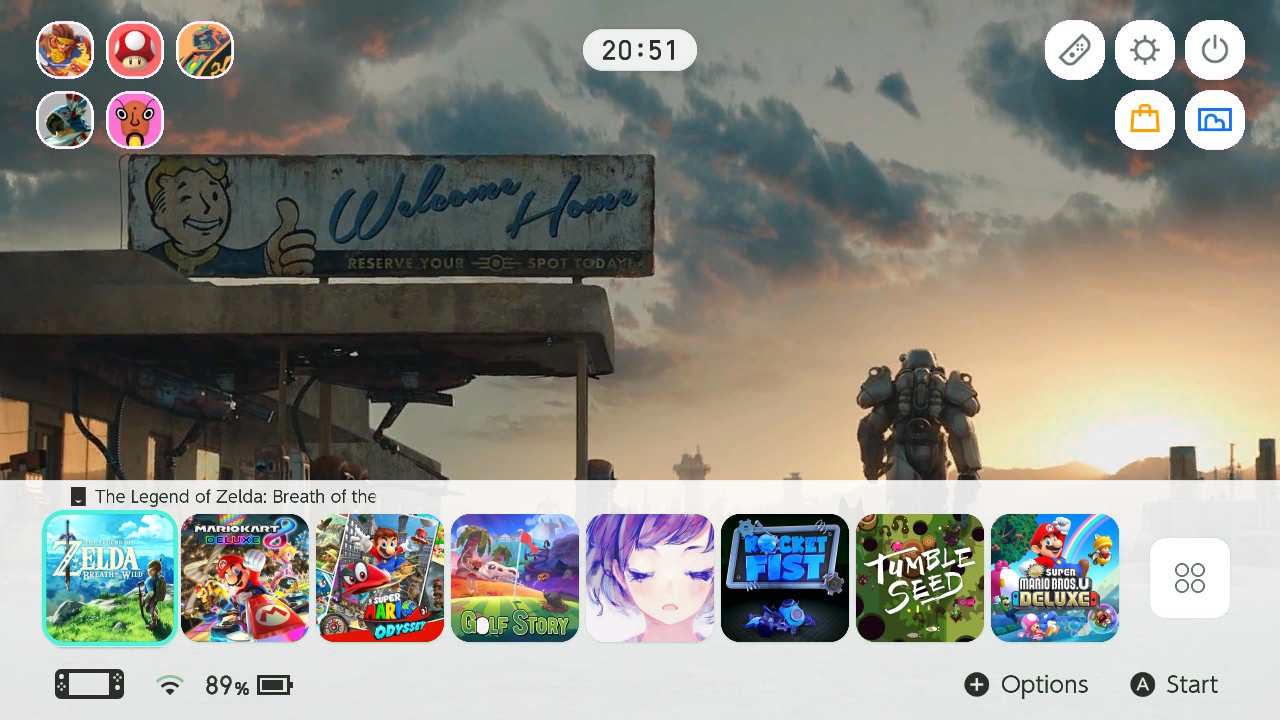 20:51
Welcome Home
RESERVE YOUR SPOT TODAY!
The Legend of Zelda: Breath of the
THE LEGEND OF
ZELDA
BREATH OF THE WILD
MARIOKART 8
DELUXE
SUPER
MARIO
ODYSSEY
GOLF STORY
ROCKET
FIST
TUMBLE
SEED
NEW
SUPER
MARIO BROS. U
DELUXE
89%
+ Options
A Start